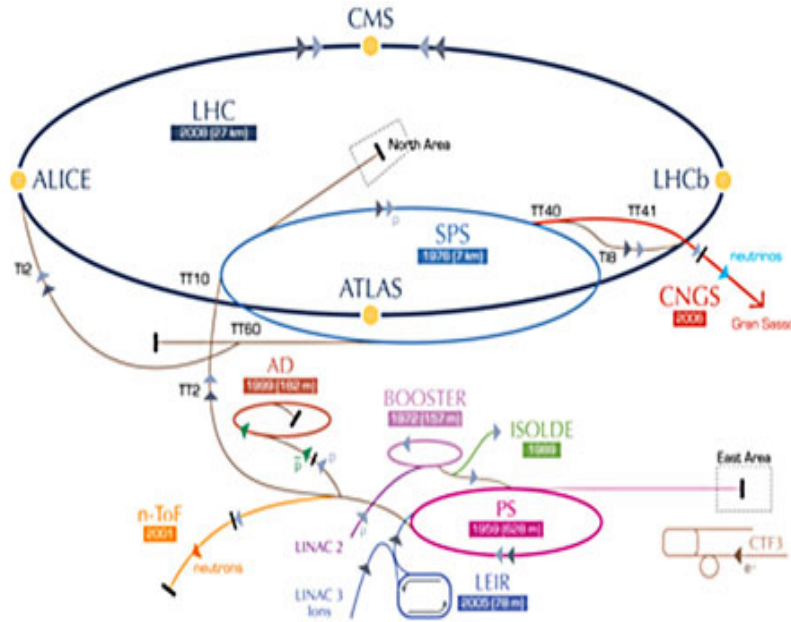 CMS
LHC
2008 (27 km)
North Area
ALICE
LHCb
TT40
TT41
SPS
1976 (7 km)
TI8
neutrinos
TI2
TT10
ATLAS
CNGS
2006
Gran Sasso
TT60
AD
1999 (182 m)
TT2
BOOSTER
1972 (157 m)
ISOLDE
1989
East Area
p
p
n-ToF
2001
PS
1959 (628 m)
LINAC 2
neutrons
CTF3
e-
LEIR
2005 (78 m)
LINAC 3
Ions